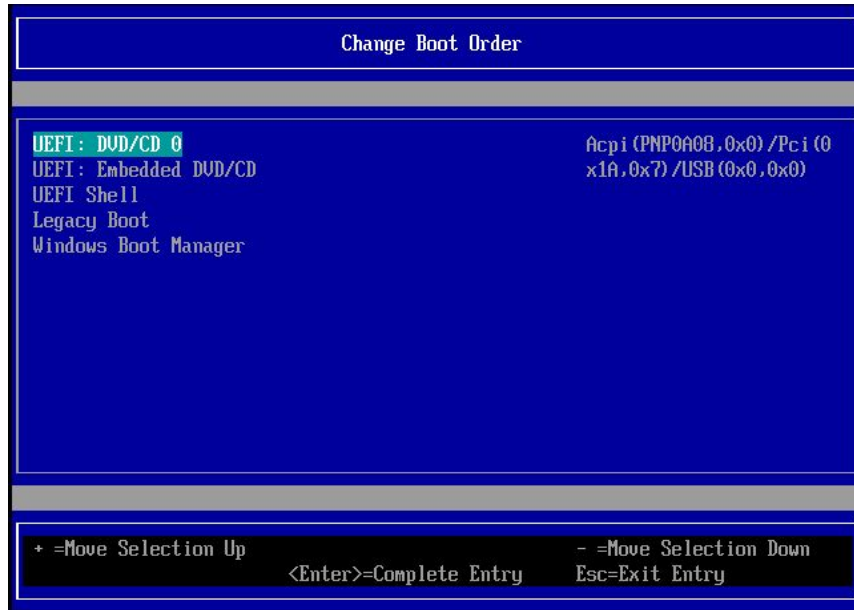 Change Boot Order
UEFI: DVD/CD 0
UEFI: Embedded DVD/CD
UEFI Shell
Legacy Boot
Windows Boot Manager
Acpi(PNP0A08,0x0)/Pci(0
x1A,0x7)/USB(0x0,0x0)
+ =Move Selection Up
- =Move Selection Down
<Enter>=Complete Entry
Esc=Exit Entry